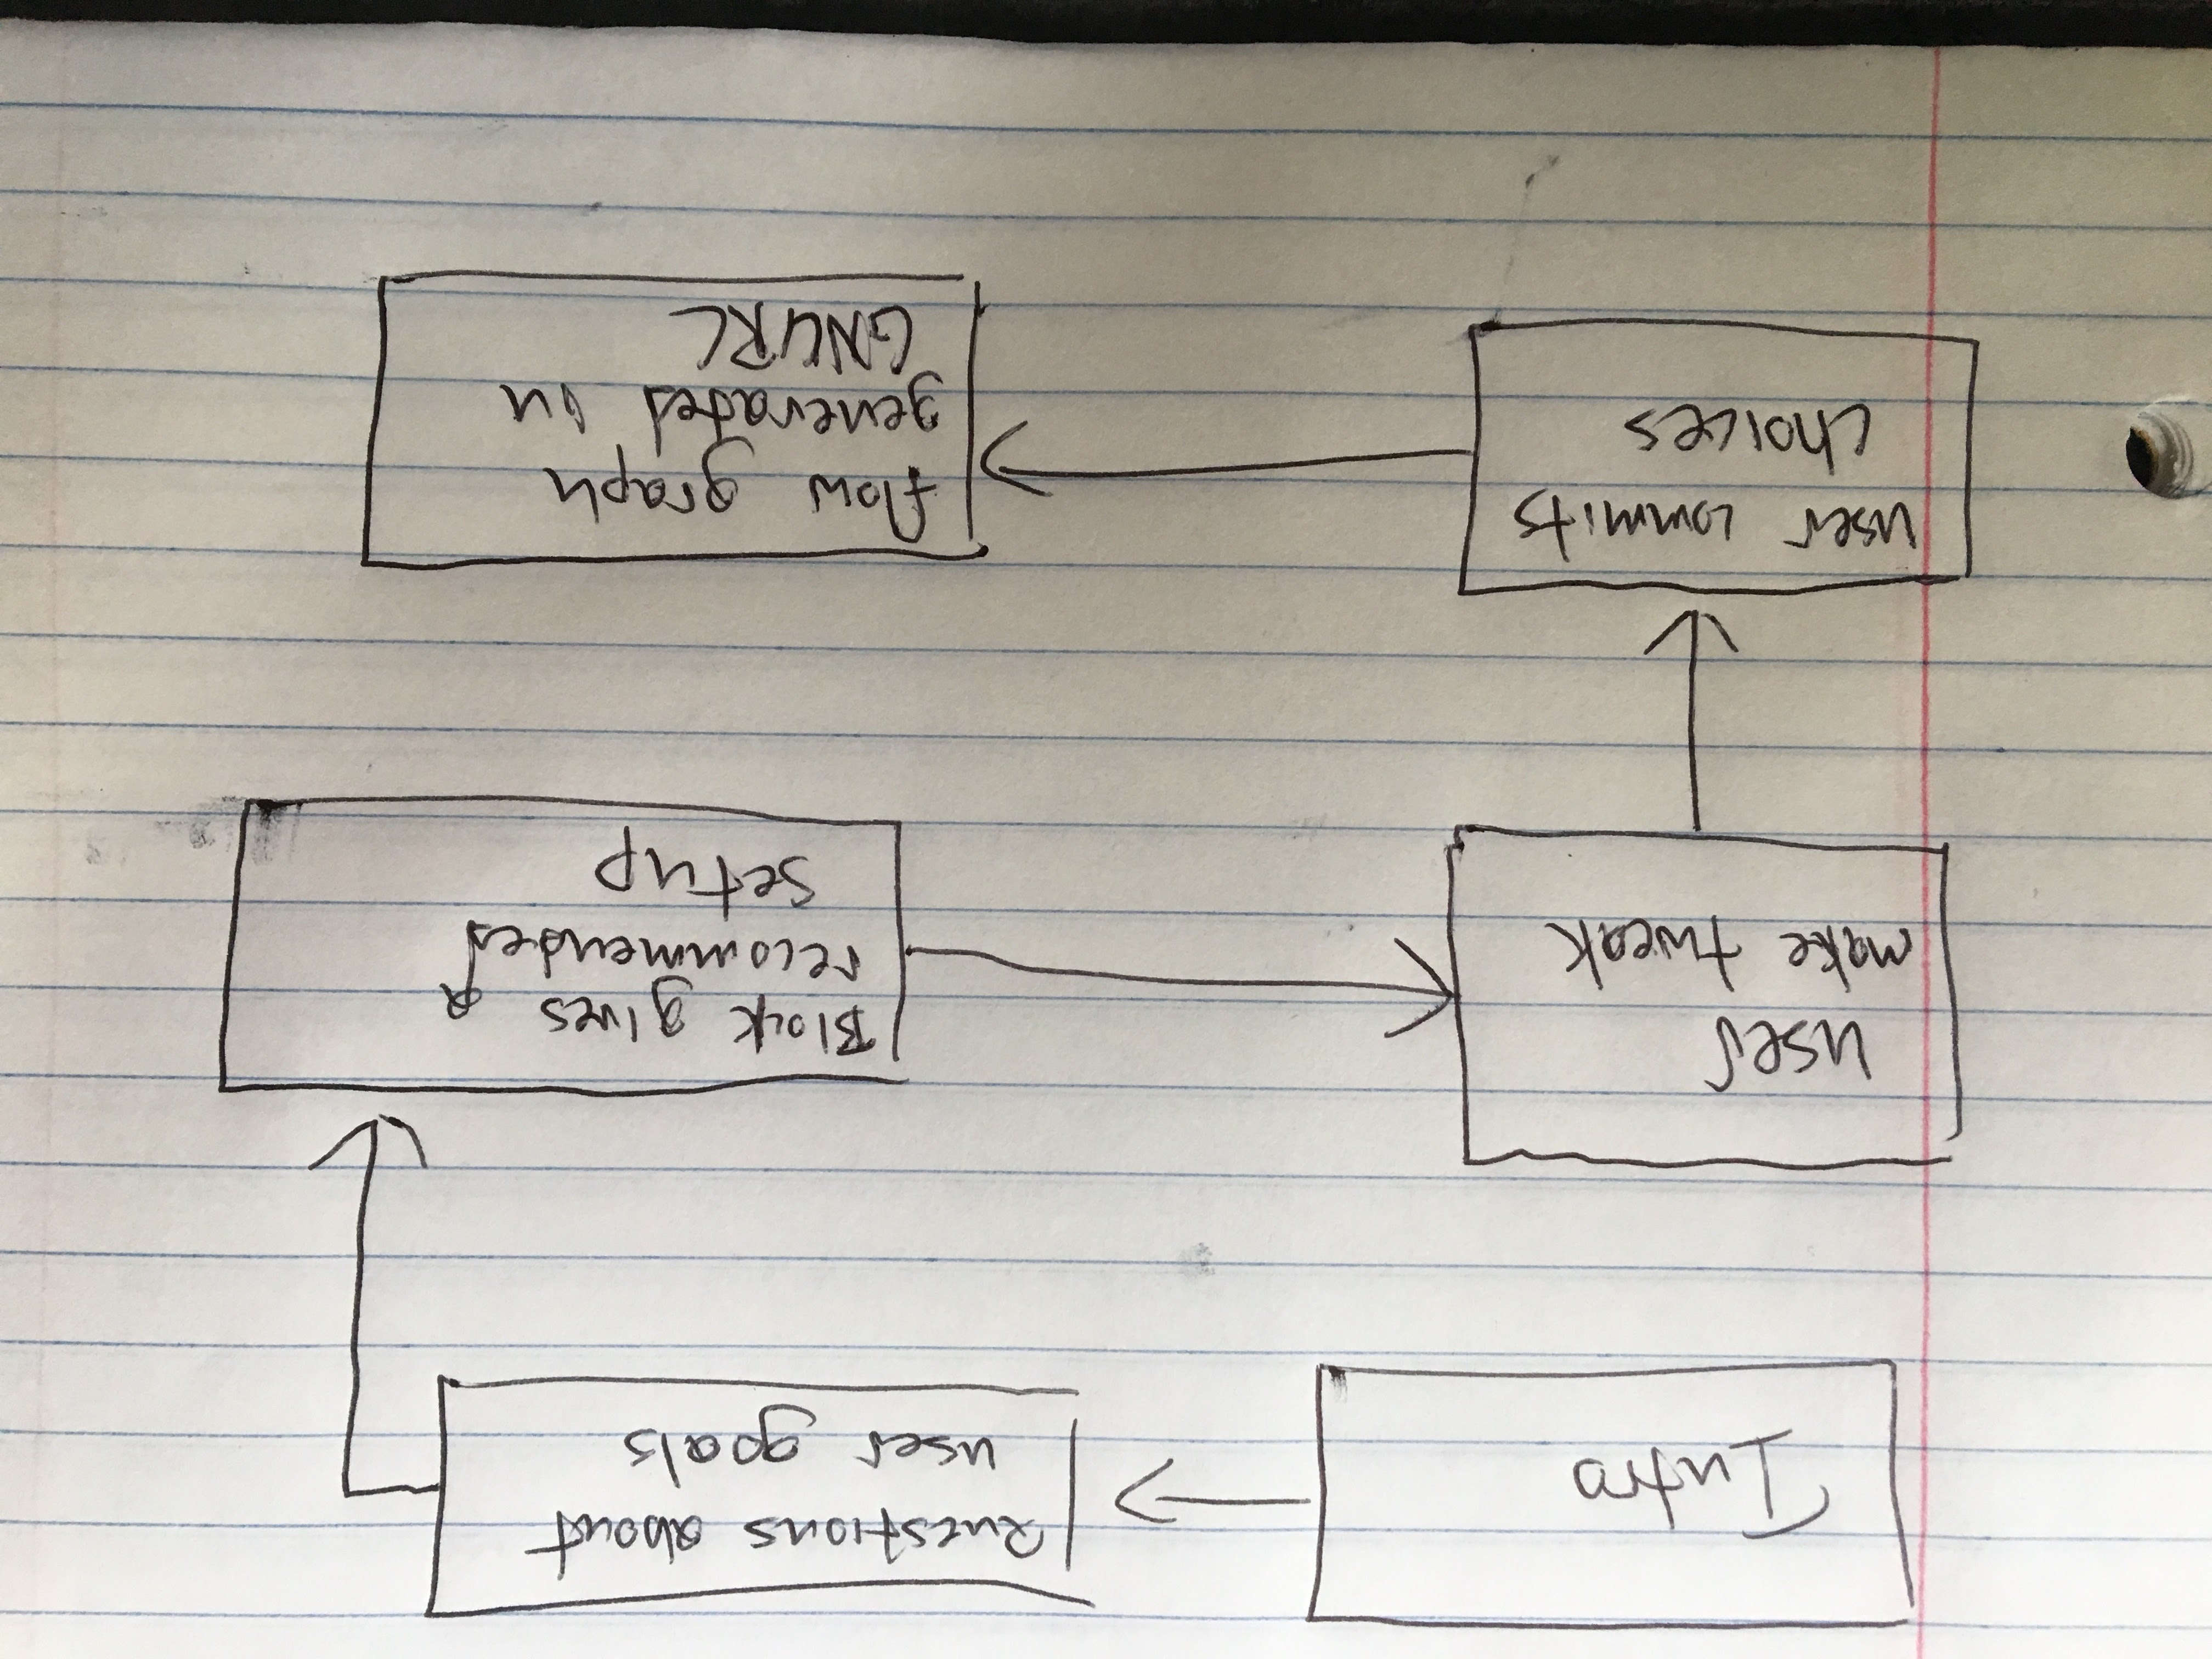 Intro
Questions about
user goals
Block gives a
recommended
setup
user
make tweak
user commits
choices
flow graph
generated in
GNURC